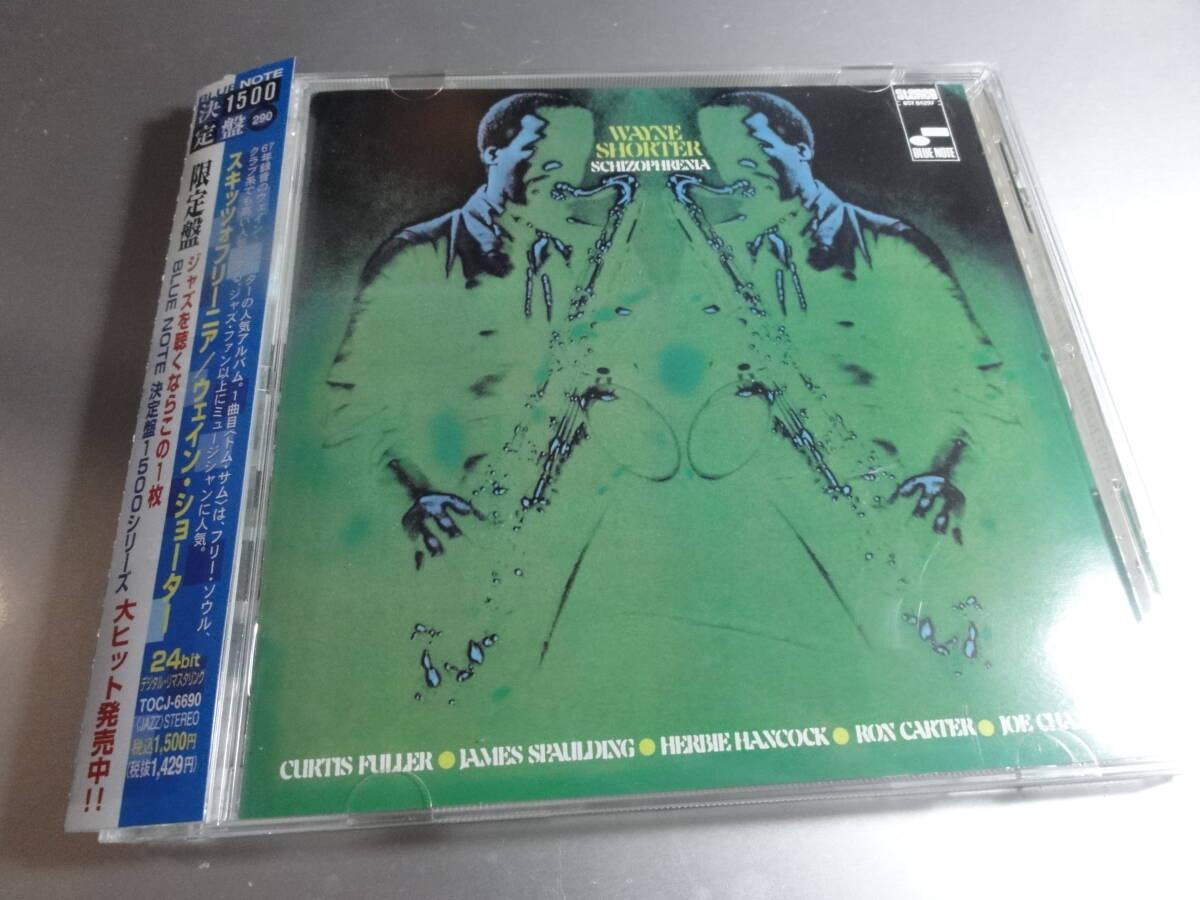 BLUE NOTE
決定盤
1500
290
限定盤 ジャズを聴くならこの1枚
BLUE NOTE 決定盤1500シリーズ 大ヒット発売中!!
スキッツォフリーニア/ウェイン・ショーター
67年録音のウェイン・ ターの人気アルバム。1曲目〈トム・サム〉は、フリー・ソウル、
クラブ系でも ジャズ・ファン以上にミュージシャンに人気。
24bit
デジタル・リマスタリング
TOCJ-6690
(JAZZ) STEREO
税込1,500円
(税抜1,429円)
WAYNE
SHORTER
SCHIZOPHRENIA
STEREO
BST 84297
BLUE NOTE
CURTIS FULLER ● JAMES SPAULDING ● HERBIE HANCOCK ● RON CARTER ● JOE CHA